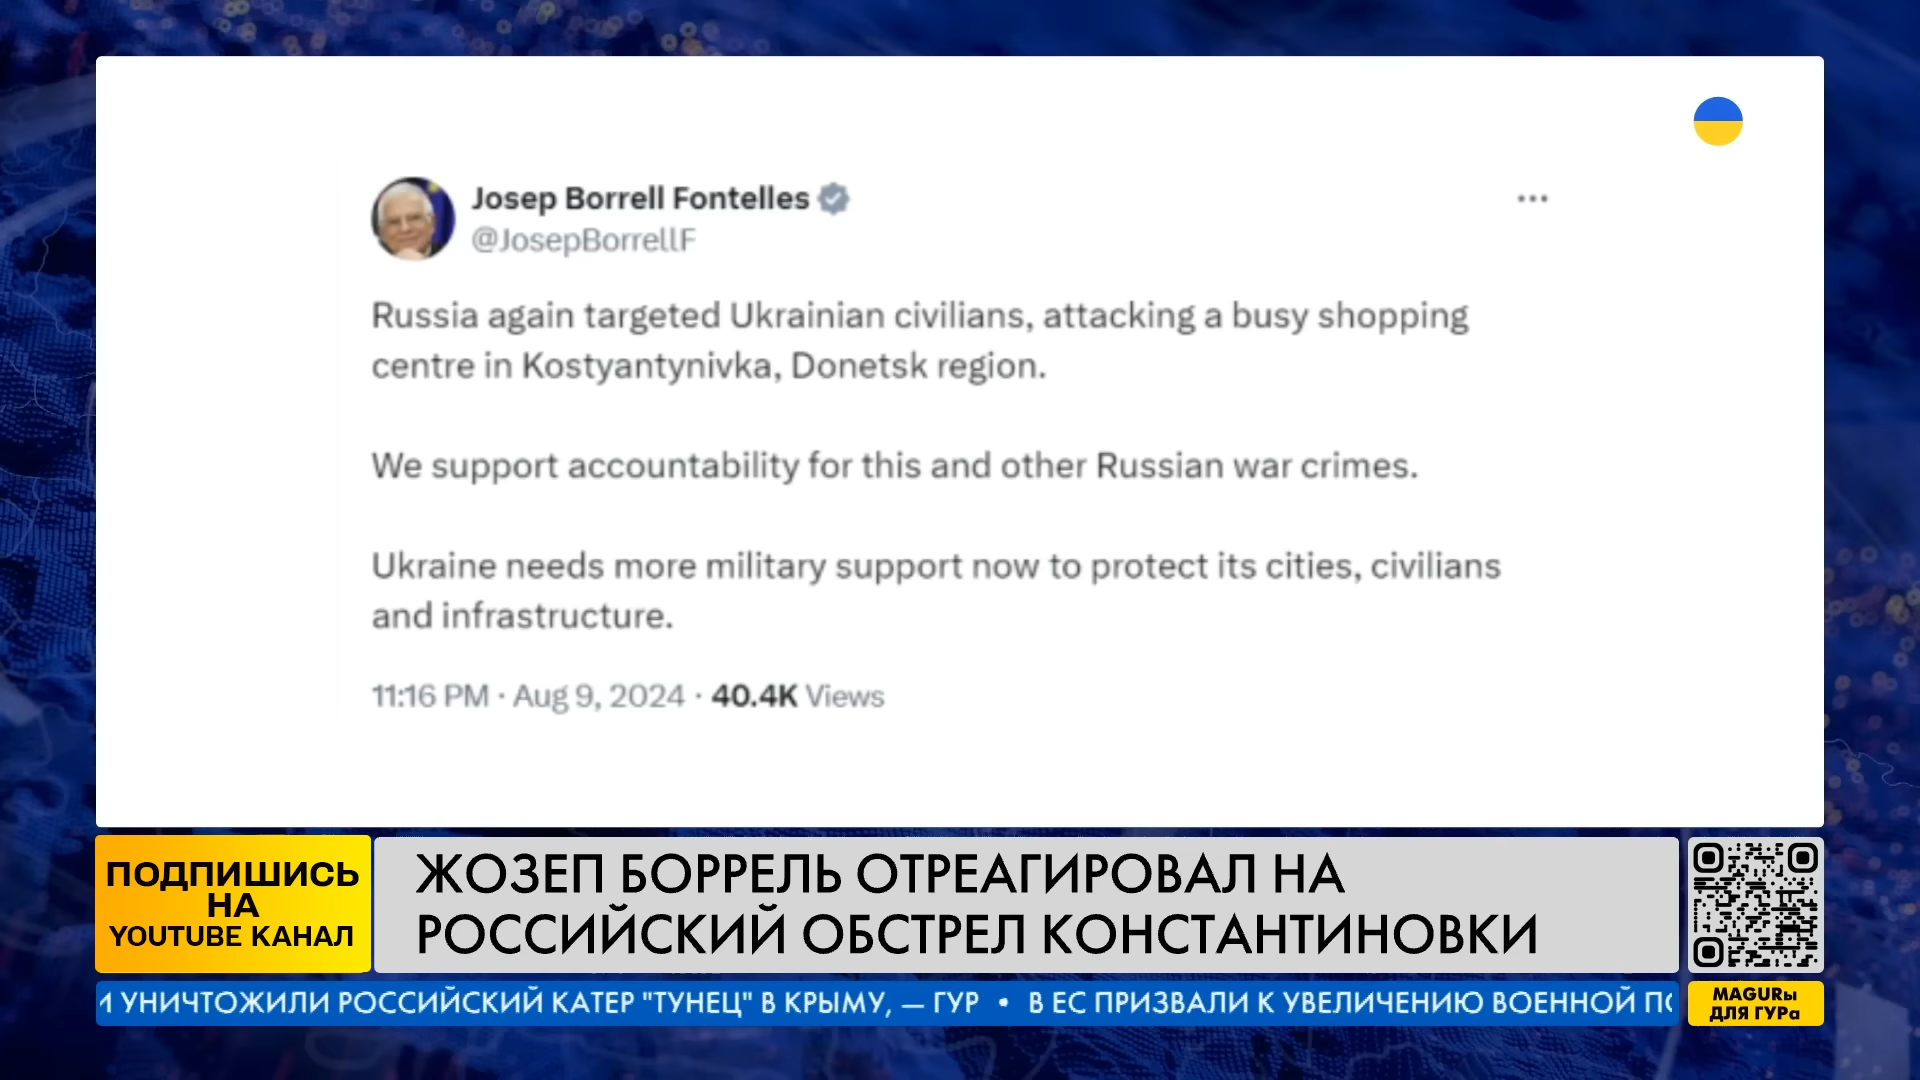 Josep Borrell Fontelles
@JosepBorrellF
Russia again targeted Ukrainian civilians, attacking a busy shopping
centre in Kostyantynivka, Donetsk region.
We support accountability for this and other Russian war crimes.
Ukraine needs more military support now to protect its cities, civilians
and infrastructure.
11:16 PM · Aug 9, 2024 · 40.4K Views
ПОДПИШИСЬ
НА
YOUTUBE КАНАЛ
ЖОЗЕП БОРРЕЛЬ ОТРЕАГИРОВАЛ НА
РОССИЙСКИЙ ОБСТРЕЛ КОНСТАНТИНОВКИ
И УНИЧТОЖИЛИ РОССИЙСКИЙ КАТЕР "ТУНЕЦ" В КРЫМУ, — ГУР • В ЕС ПРИЗВАЛИ К УВЕЛИЧЕНИЮ ВОЕННОЙ
MAGURы
ДЛЯ ГУРа